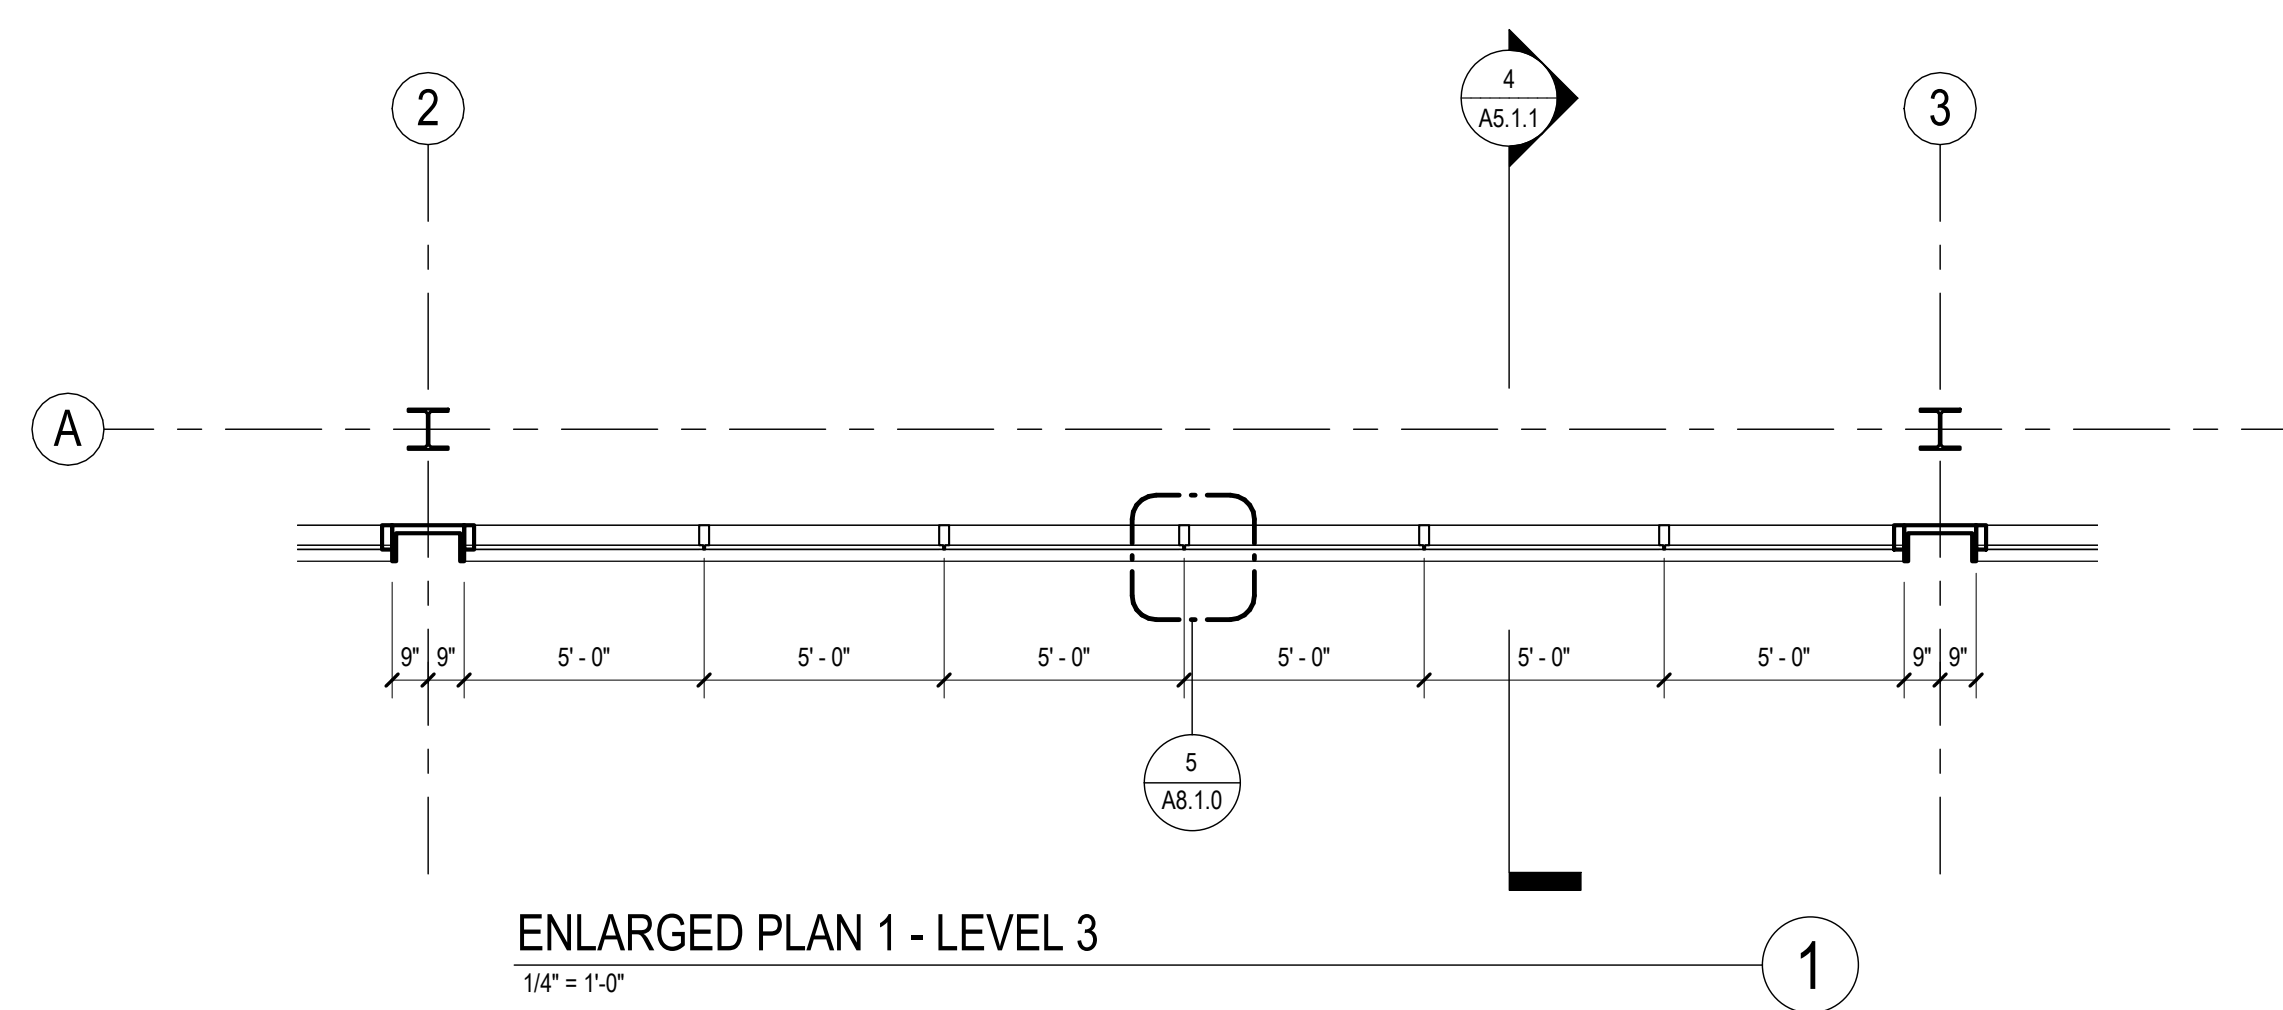 4
A5.1.1
2
3
A
9" 9" 5' - 0" 5' - 0" 5' - 0" 5' - 0" 5' - 0" 5' - 0" 9" 9"
5
A8.1.0
ENLARGED PLAN 1 - LEVEL 3
1/4" = 1'-0"
1